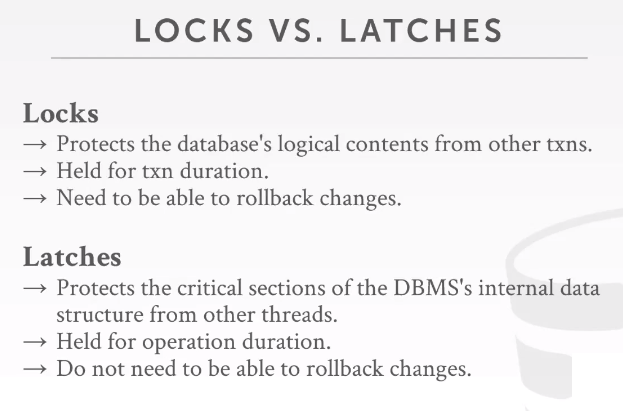 LOCKS VS. LATCHES
Locks
→ Protects the database's logical contents from other txns.
→ Held for txn duration.
→ Need to be able to rollback changes.
Latches
→ Protects the critical sections of the DBMS's internal data
structure from other threads.
→ Held for operation duration.
→ Do not need to be able to rollback changes.